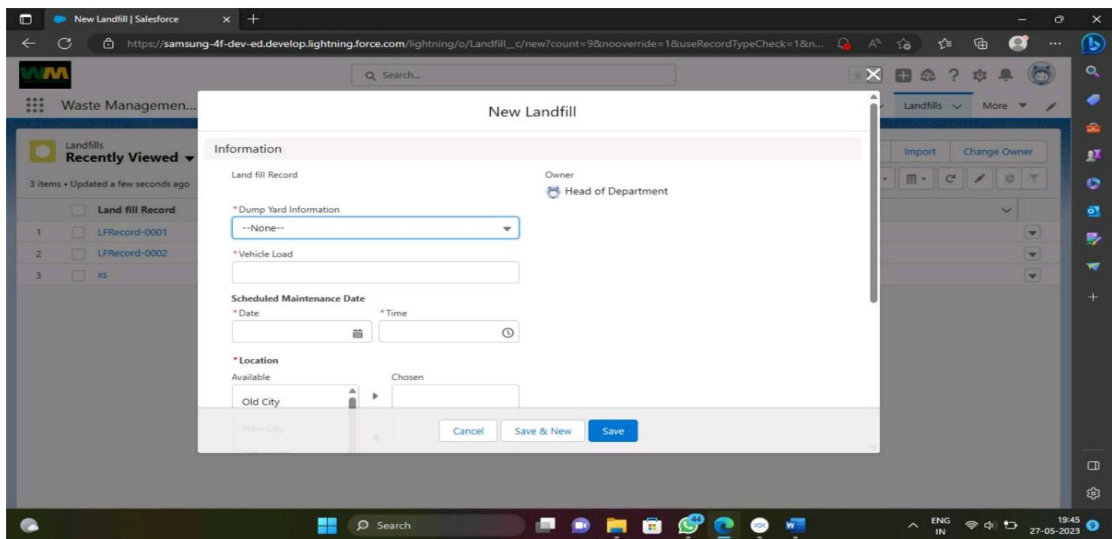 New Landfill | Salesforce
https://samsung-4f-dev-ed.develop.lightning.force.com/lightning/o/Landfill__c/new?count=9&nooverride=1&useRecordTypeCheck=1&n...
WM
Search...
Waste Managemen...
Landfills
More
Landfills
Recently Viewed
Import
Change Owner
3 items • Updated a few seconds ago
Land fill Record
1 LFRecord-0001
2 LFRecord-0002
3 xs
New Landfill
Information
Land fill Record
Owner
Head of Department
*Dump Yard Information
--None--
*Vehicle Load
Scheduled Maintenance Date
*Date *Time
*Location
Available Chosen
Old City
New City
Cancel Save & New Save
Search
44
ENG
IN
19:45
27-05-2023